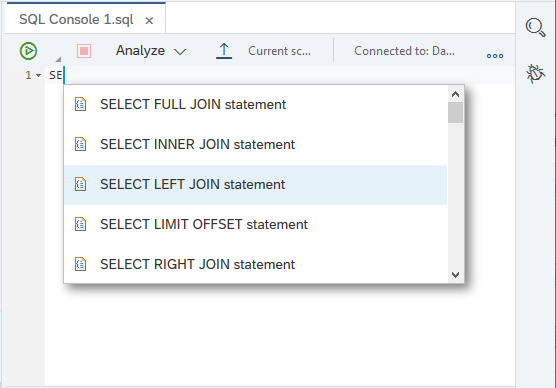 SQL Console 1.sql ×
Analyze Current sc... Connected to: Da... ...
1 SE
SELECT FULL JOIN statement
SELECT INNER JOIN statement
SELECT LEFT JOIN statement
SELECT LIMIT OFFSET statement
SELECT RIGHT JOIN statement